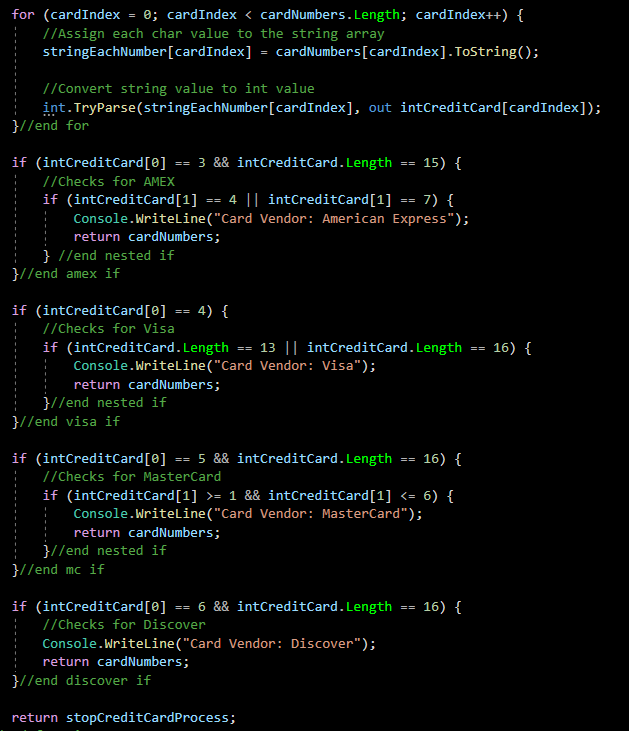 for (cardIndex = 0; cardIndex < cardNumbers.Length; cardIndex++) {
    //Assign each char value to the string array
    stringEachNumber[cardIndex] = cardNumbers[cardIndex].ToString();

    //Convert string value to int value
    int.TryParse(stringEachNumber[cardIndex], out intCreditCard[cardIndex]);
}//end for

if (intCreditCard[0] == 3 && intCreditCard.Length == 15) {
    //Checks for AMEX
    if (intCreditCard[1] == 4 || intCreditCard[1] == 7) {
        Console.WriteLine("Card Vendor: American Express");
        return cardNumbers;
    } //end nested if
}//end amex if

if (intCreditCard[0] == 4) {
    //Checks for Visa
    if (intCreditCard.Length == 13 || intCreditCard.Length == 16) {
        Console.WriteLine("Card Vendor: Visa");
        return cardNumbers;
    }//end nested if
}//end visa if

if (intCreditCard[0] == 5 && intCreditCard.Length == 16) {
    //Checks for MasterCard
    if (intCreditCard[1] >= 1 && intCreditCard[1] <= 6) {
        Console.WriteLine("Card Vendor: MasterCard");
        return cardNumbers;
    }//end nested if
}//end mc if

if (intCreditCard[0] == 6 && intCreditCard.Length == 16) {
    //Checks for Discover
    Console.WriteLine("Card Vendor: Discover");
    return cardNumbers;
}//end discover if

return stopCreditCardProcess;